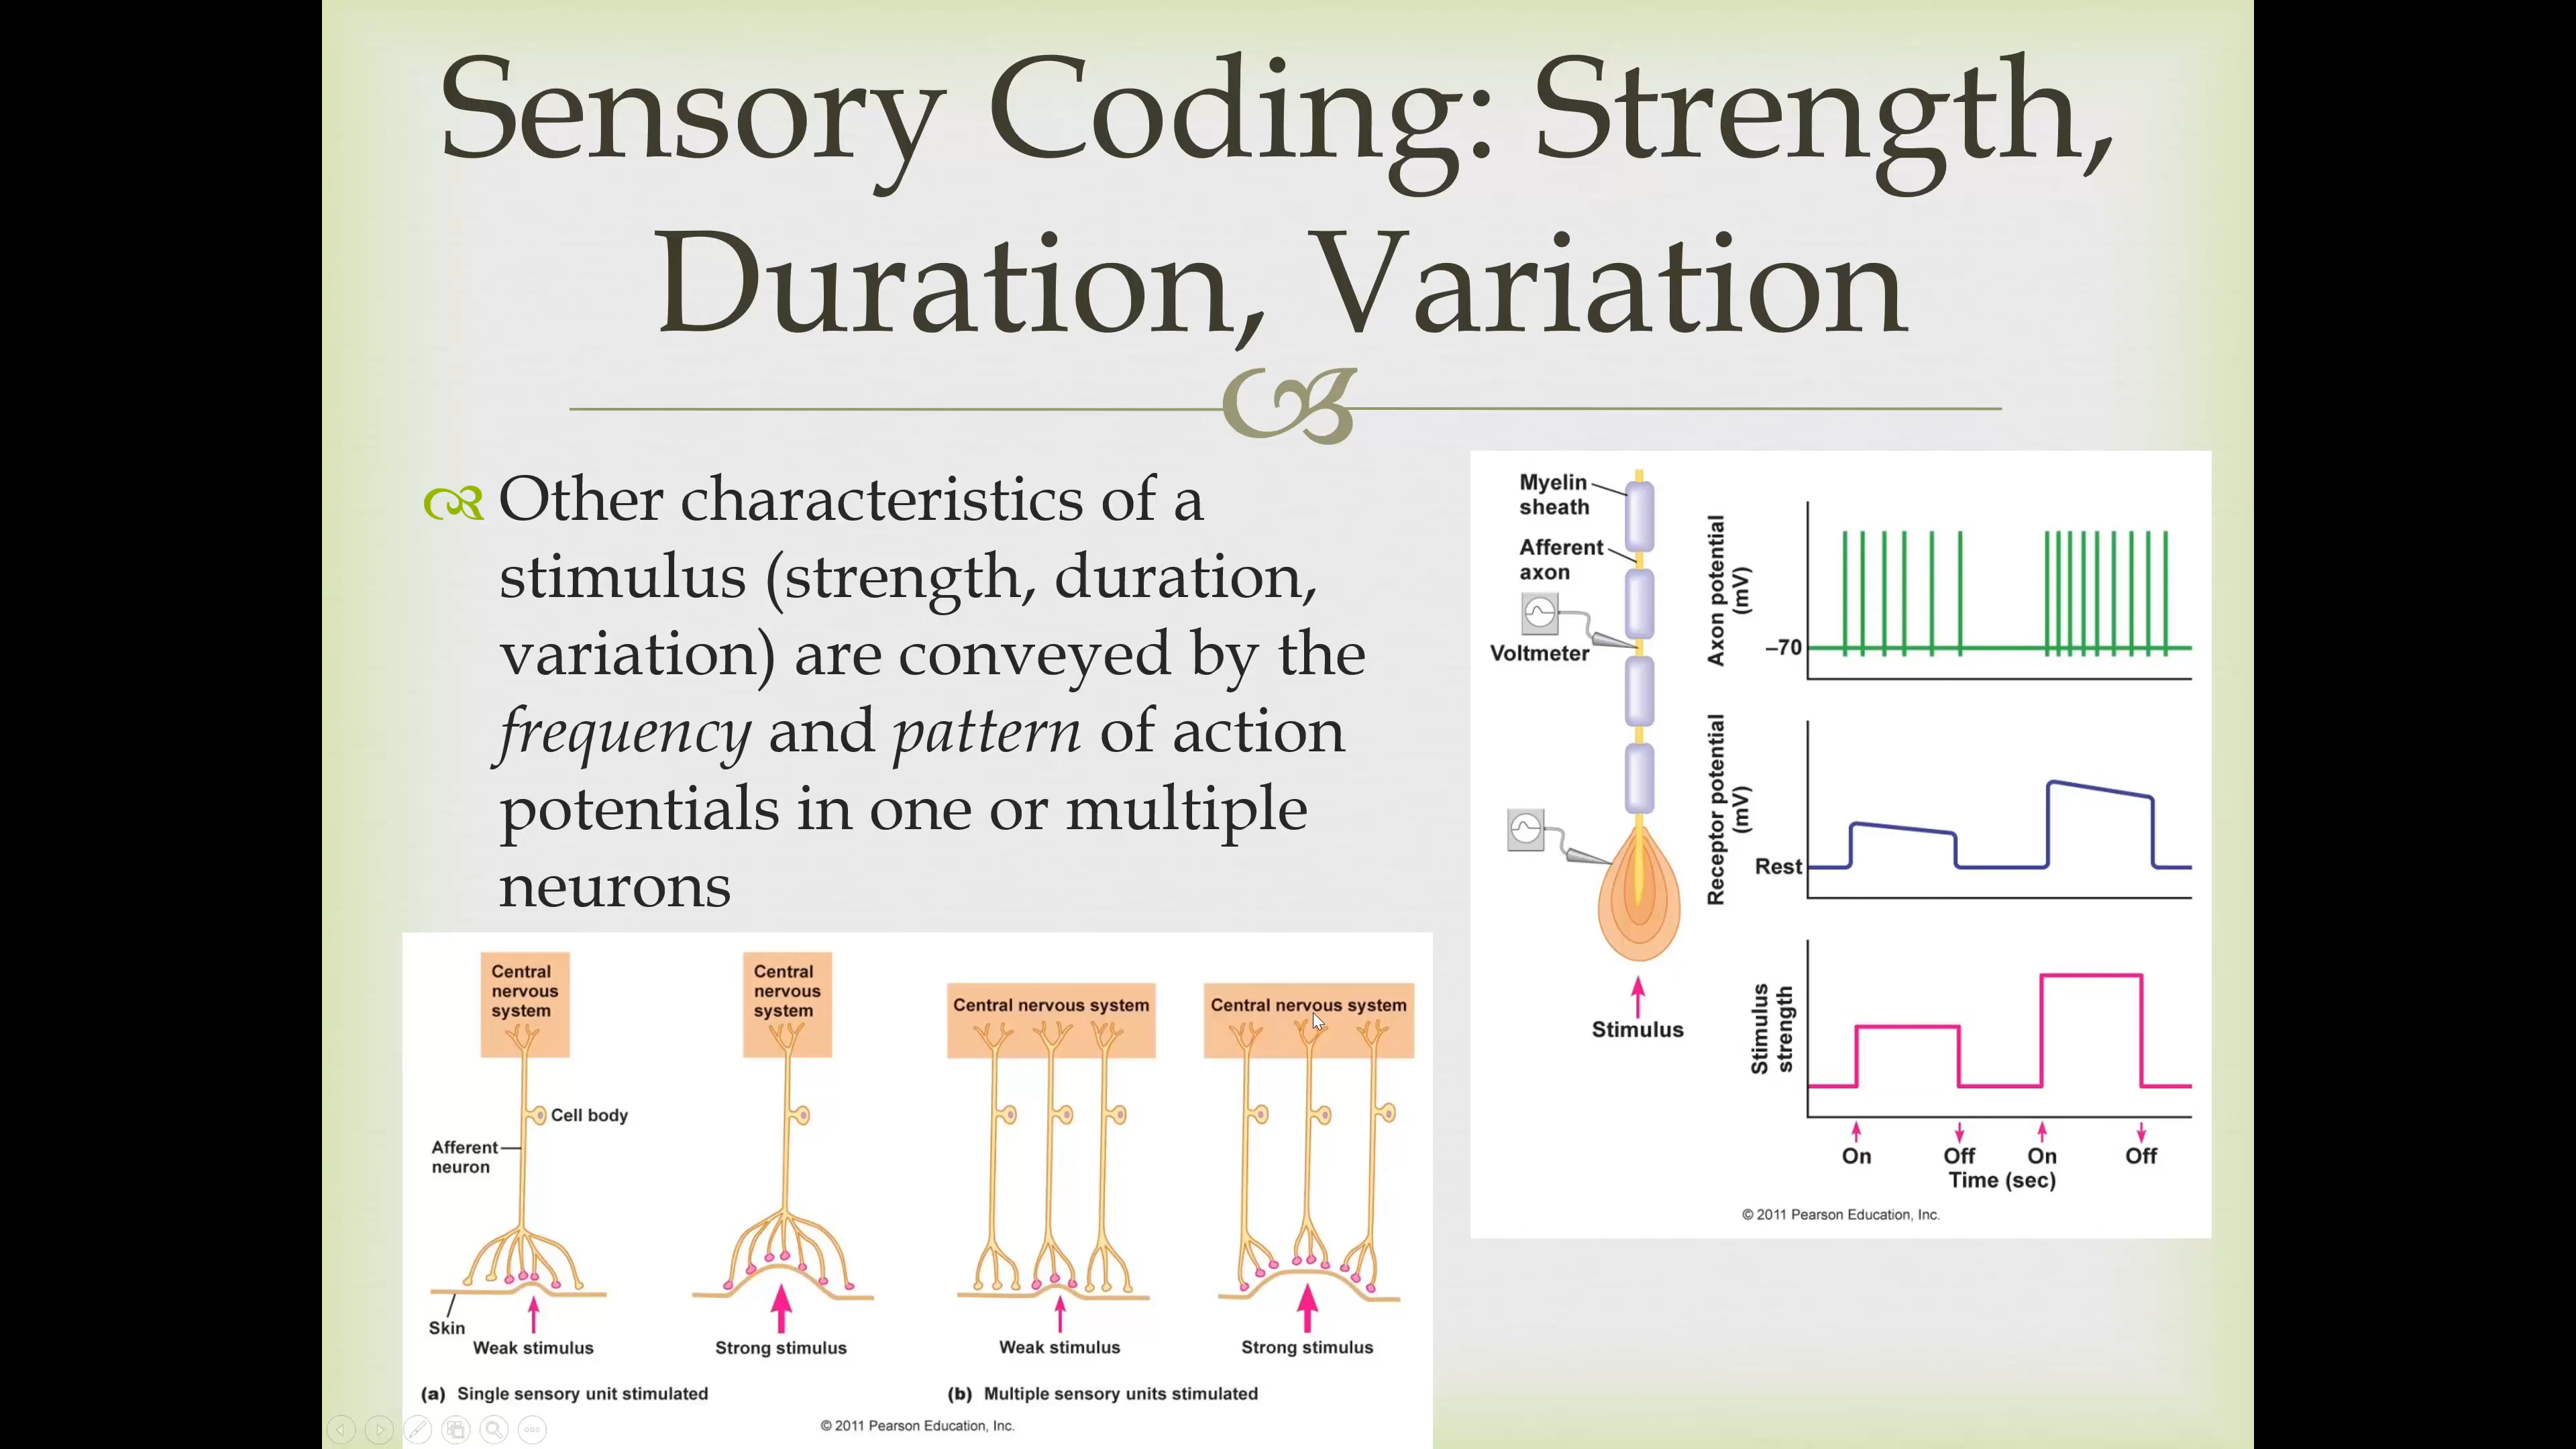 Sensory Coding: Strength,
Duration, Variation
Other characteristics of a
stimulus (strength, duration,
variation) are conveyed by the
frequency and pattern of action
potentials in one or multiple
neurons
Central
nervous
system
Central
nervous
system
Central nervous system
Central nervous system
Cell body
Afferent
neuron
Skin
Weak stimulus
Strong stimulus
Weak stimulus
Strong stimulus
(a) Single sensory unit stimulated
(b) Multiple sensory units stimulated
© 2011 Pearson Education, Inc.
Myelin
sheath
Afferent
axon
Voltmeter
Stimulus
Axon potential
(mV)
–70
Receptor potential
(mV)
Rest
Stimulus
strength
On
Off
On
Off
Time (sec)
© 2011 Pearson Education, Inc.